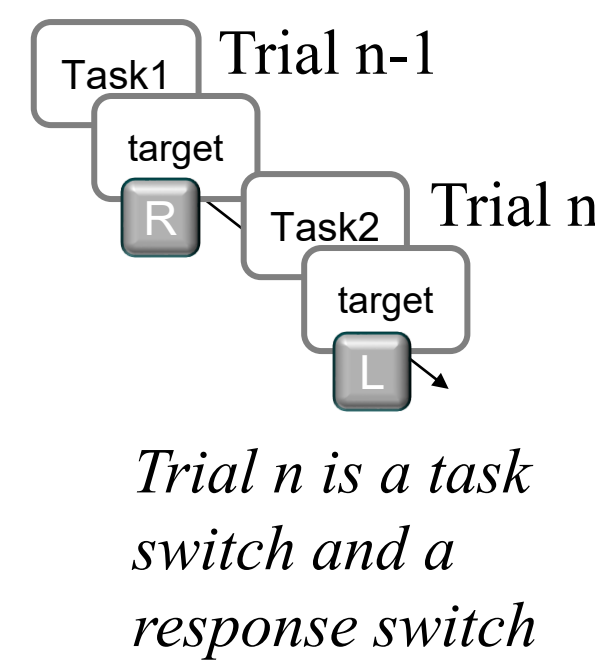 Task1
Trial n-1
target
R
Task2
Trial n
target
L
Trial n is a task
switch and a
response switch